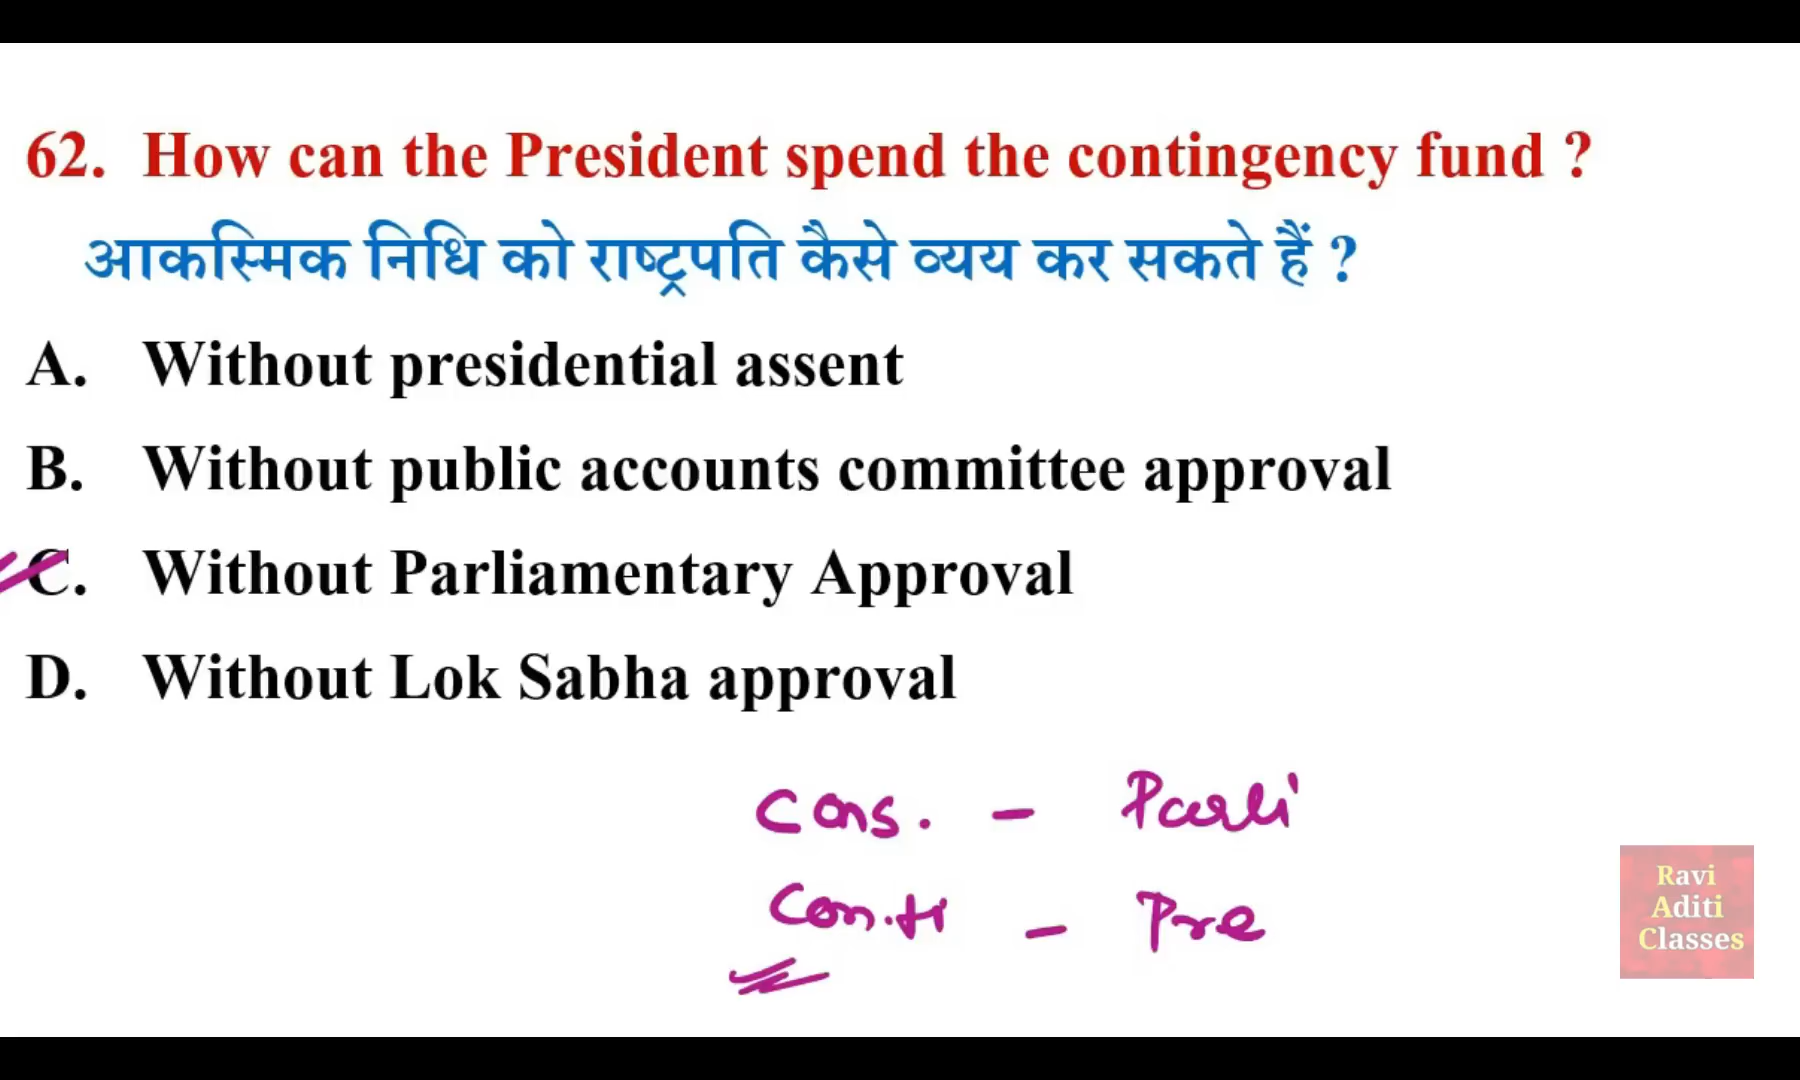 62. How can the President spend the contingency fund ?
आकस्मिक निधि को राष्ट्रपति कैसे व्यय कर सकते हैं ?
A. Without presidential assent
B. Without public accounts committee approval
C. Without Parliamentary Approval
D. Without Lok Sabha approval
Cons. - Parli
Conti - Pre
Ravi
Aditi
Classes